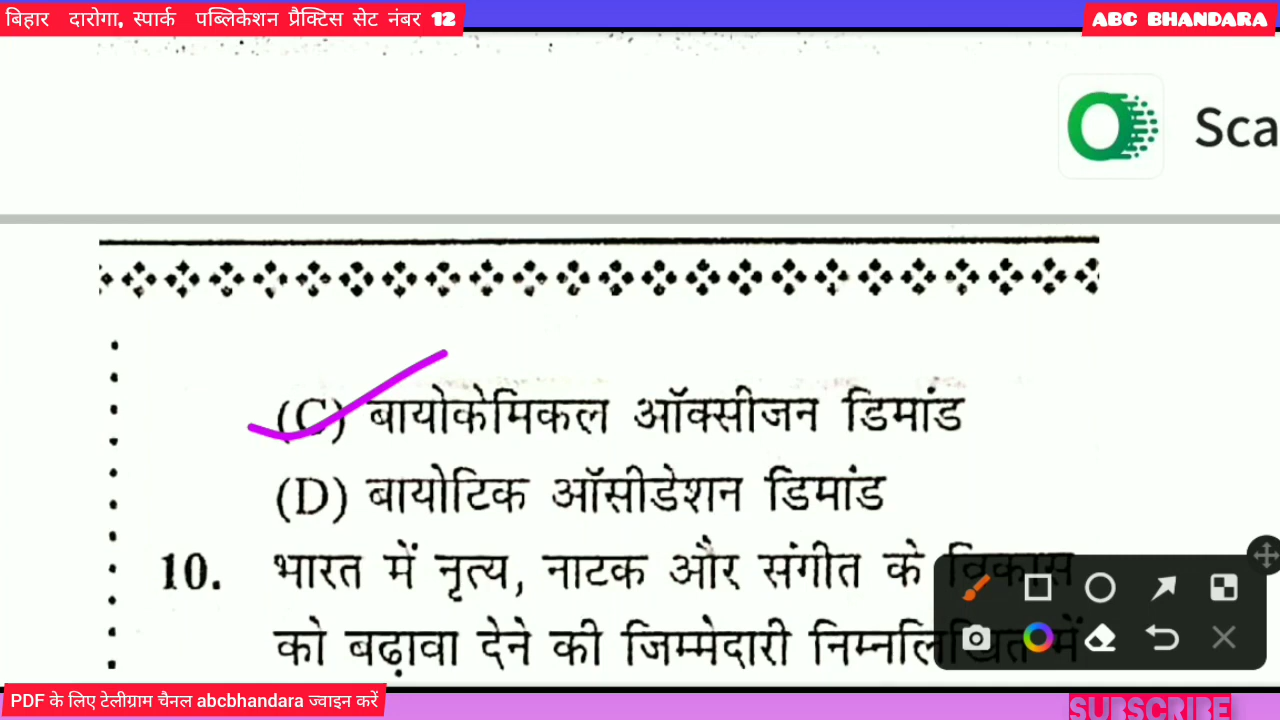 बिहार दारोगा, स्पार्क पब्लिकेशन प्रैक्टिस सेट नंबर 12
ABC BHANDARA
Sca
(C) बायोकेमिकल ऑक्सीजन डिमांड
(D) बायोटिक ऑसीडेशन डिमांड
10. भारत में नृत्य, नाटक और संगीत के विकास
को बढ़ावा देने की जिम्मेदारी निम्नलिखित में
PDF के लिए टेलीग्राम चैनल abcbhandara ज्वाइन करें
SUBSCRIBE